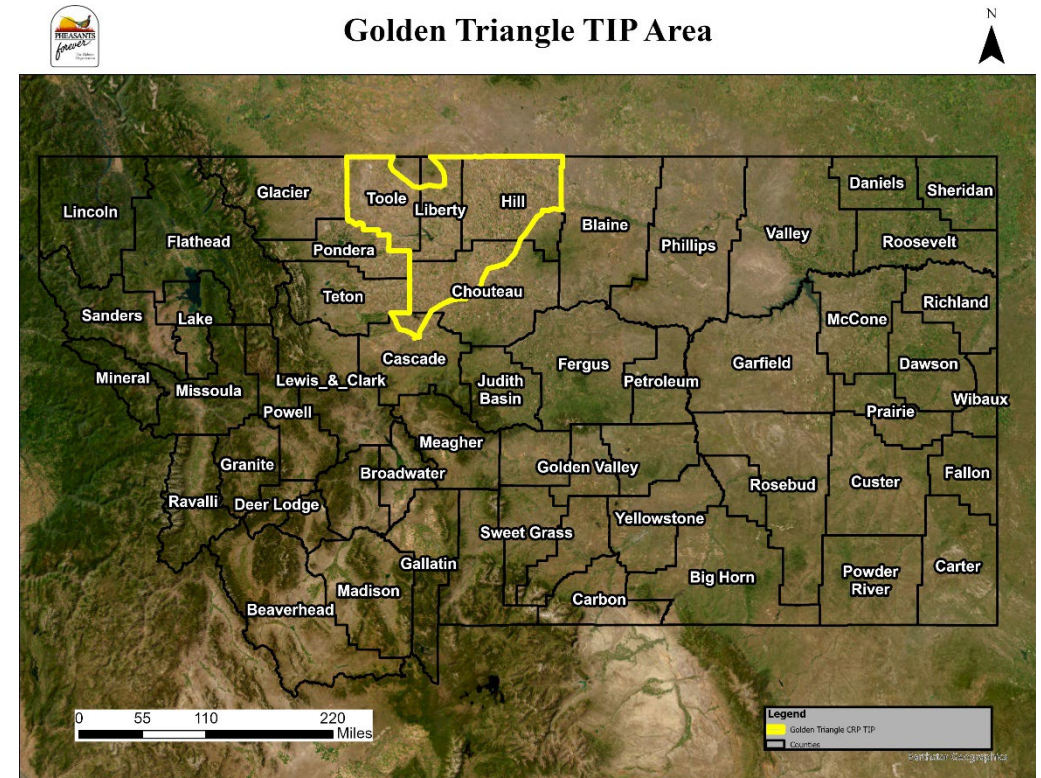 Golden Triangle TIP Area
N
PHEASANTS
forever
Lincoln
Flathead
Glacier
Toole
Liberty
Hill
Blaine
Phillips
Valley
Daniels
Sheridan
Roosevelt
Pondera
Teton
Chouteau
Richland
McCone
Sanders
Lake
Cascade
Fergus
Garfield
Dawson
Mineral
Missoula
Lewis_&_Clark
Judith
Basin
Petroleum
Wibaux
Powell
Prairie
Meagher
Granite
Broadwater
Golden Valley
Rosebud
Custer
Fallon
Ravalli
Deer Lodge
Sweet Grass
Yellowstone
Gallatin
Madison
Big Horn
Powder
River
Carter
Beaverhead
Carbon
0 55 110 220
Miles
Legend
Golden Triangle CRP TIP
Counties
Earthstar Geographics